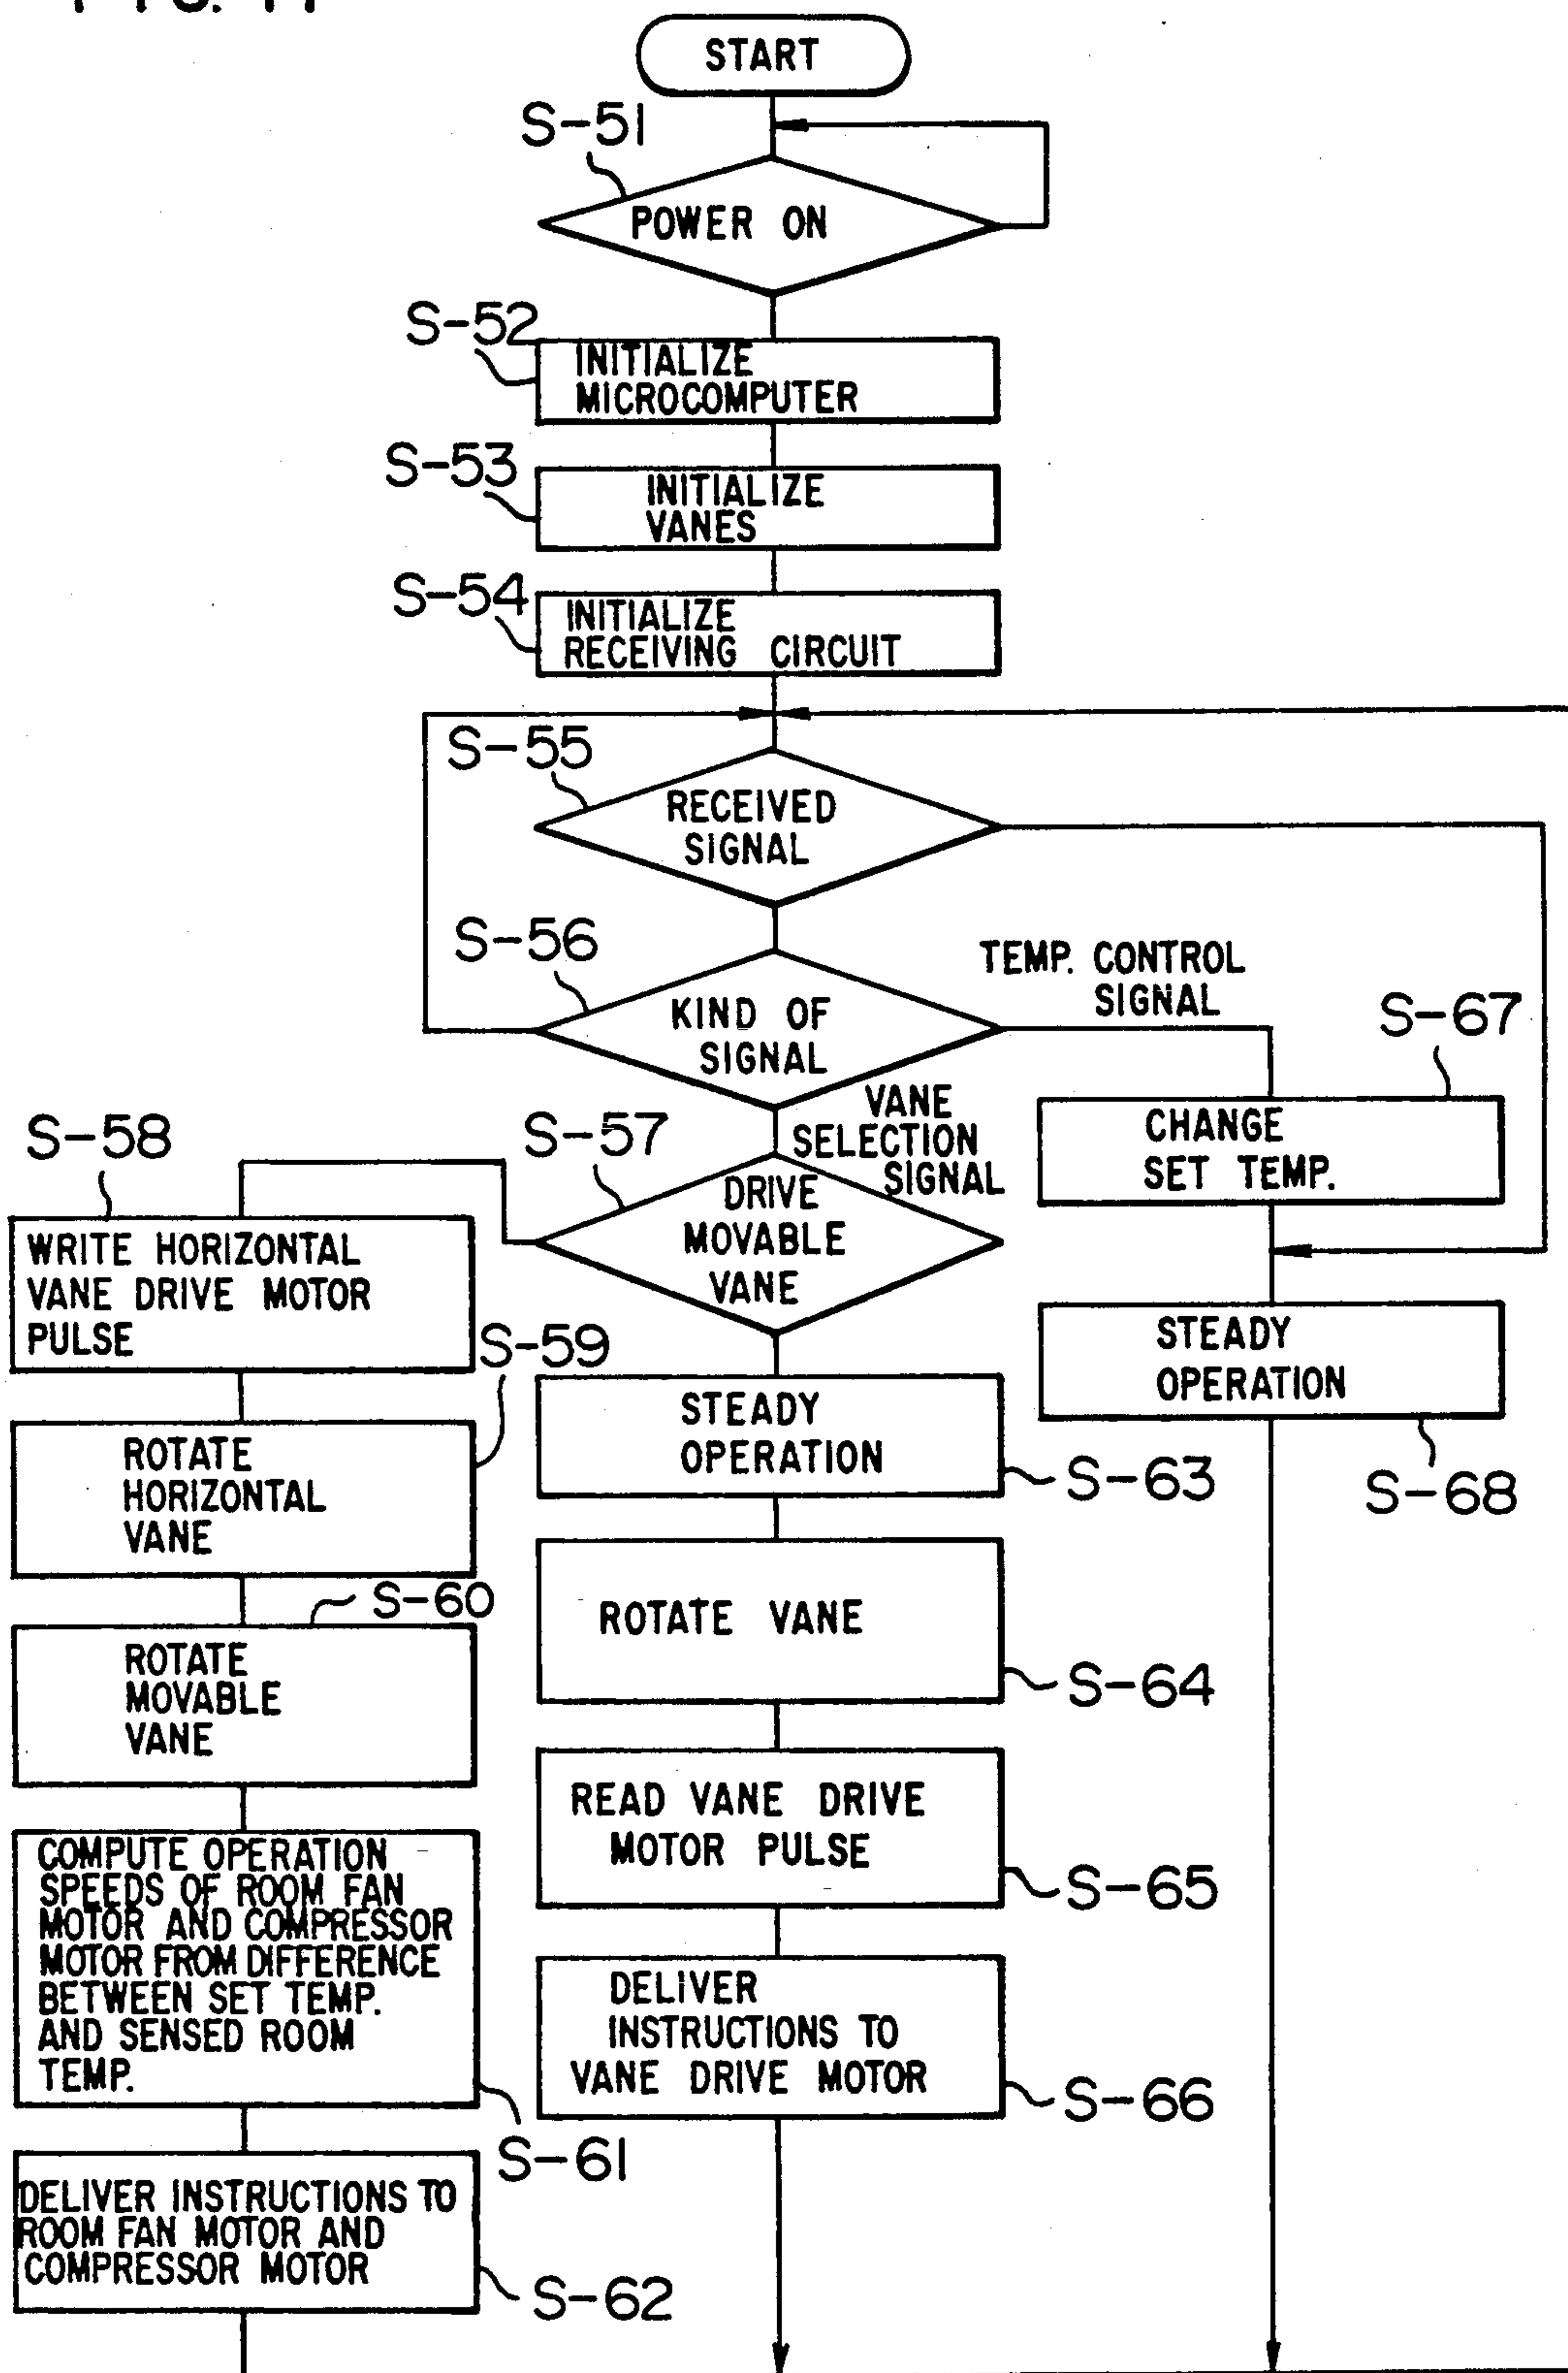 START
S-51
POWER ON
S-52
INITIALIZE
MICROCOMPUTER
S-53
INITIALIZE
VANES
S-54
INITIALIZE
RECEIVING CIRCUIT
S-55
RECEIVED
SIGNAL
S-56
KIND OF
SIGNAL
TEMP. CONTROL
SIGNAL
S-67
CHANGE
SET TEMP.
VANE
SELECTION
SIGNAL
S-57
DRIVE
MOVABLE
VANE
S-58
WRITE HORIZONTAL
VANE DRIVE MOTOR
PULSE
S-59
ROTATE
HORIZONTAL
VANE
S-60
ROTATE
MOVABLE
VANE
COMPUTE OPERATION
SPEEDS OF ROOM FAN
MOTOR AND COMPRESSOR
MOTOR FROM DIFFERENCE
BETWEEN SET TEMP.
AND SENSED ROOM
TEMP.
S-61
DELIVER INSTRUCTIONS TO
ROOM FAN MOTOR AND
COMPRESSOR MOTOR
S-62
STEADY
OPERATION
S-63
ROTATE VANE
S-64
READ VANE DRIVE
MOTOR PULSE
S-65
DELIVER
INSTRUCTIONS TO
VANE DRIVE MOTOR
S-66
STEADY
OPERATION
S-68